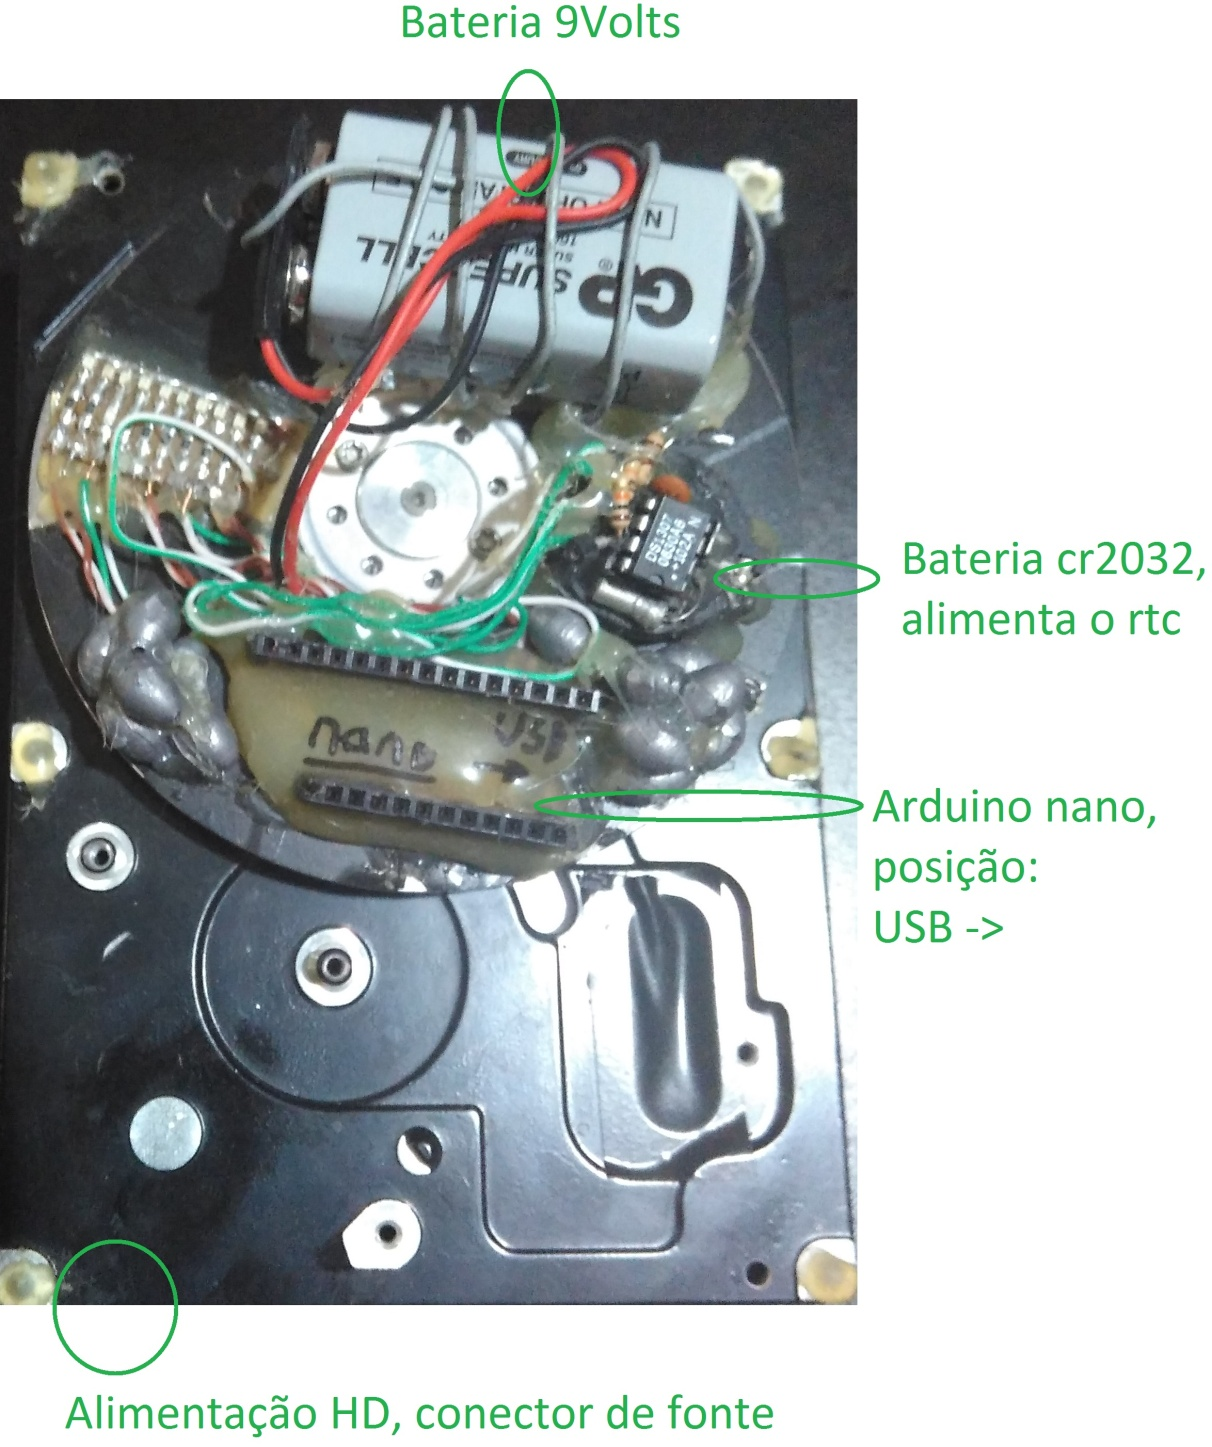 Bateria 9Volts
GP SUPERCELL
DS1307
Bateria cr2032,
alimenta o rtc
nano USB
→
Arduino nano,
posição:
USB ->
Alimentação HD, conector de fonte